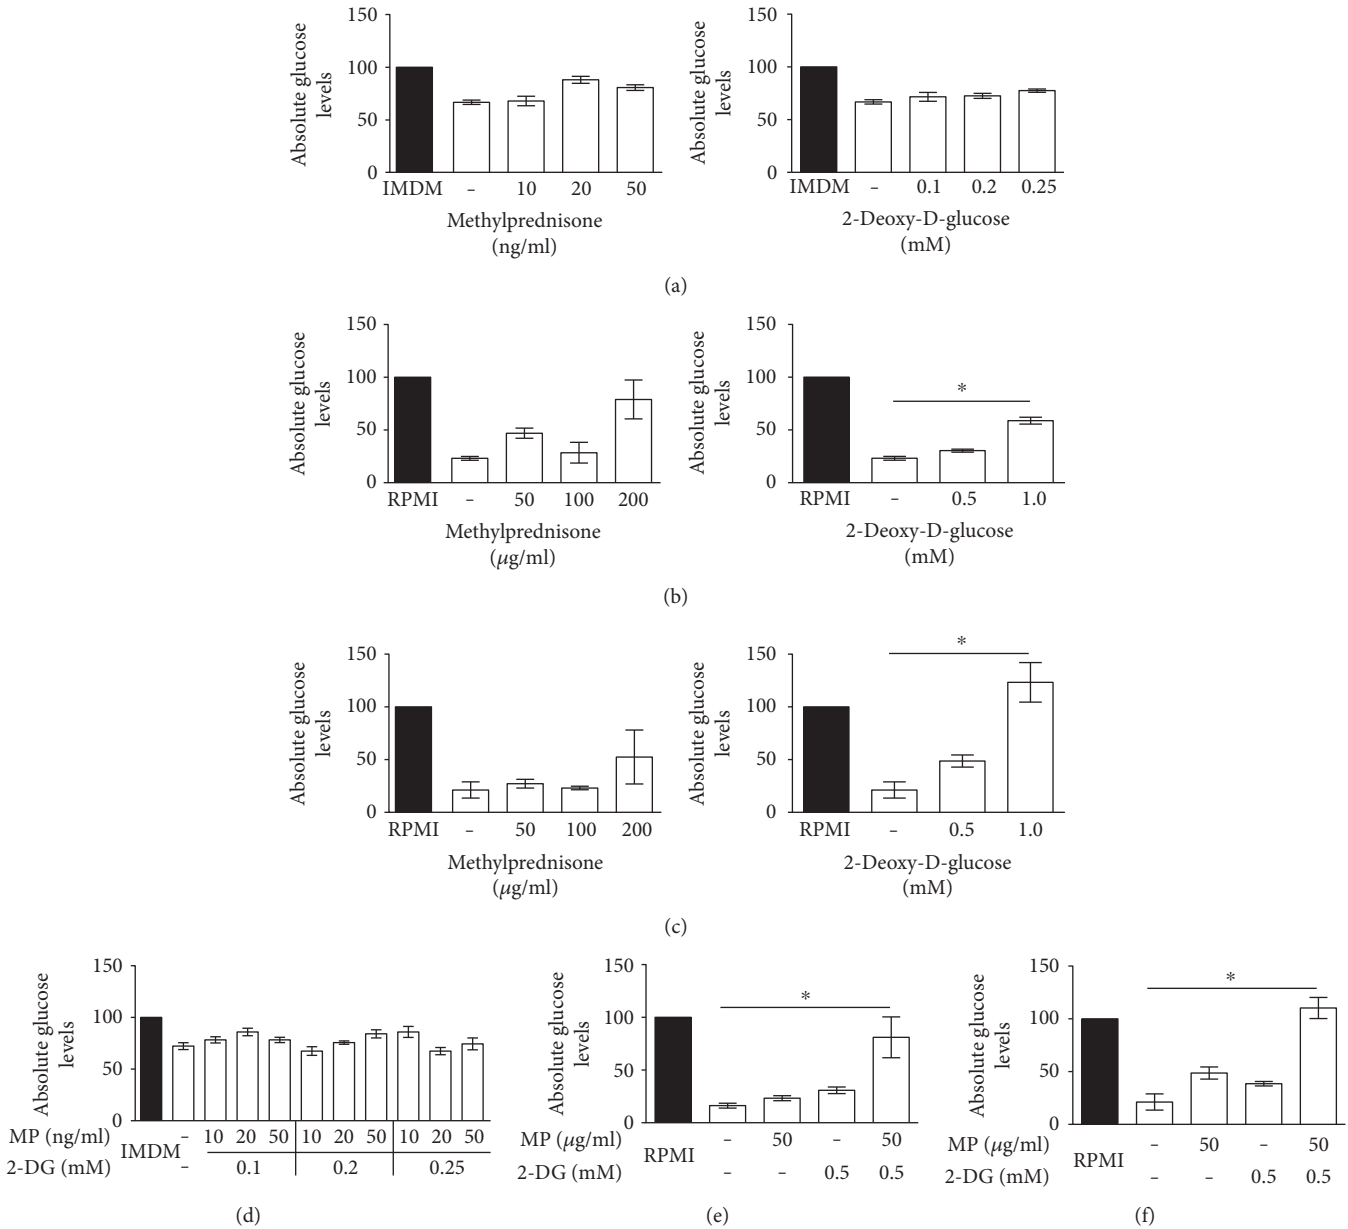 150
100
50
0
Absolute glucose
levels
IMDM – 10 20 50
Methylprednisone
(ng/ml)
150
100
50
0
Absolute glucose
levels
IMDM – 0.1 0.2 0.25
2-Deoxy-D-glucose
(mM)
(a)
150
100
50
0
Absolute glucose
levels
RPMI – 50 100 200
Methylprednisone
(μg/ml)
150
100
50
0
Absolute glucose
levels
*
RPMI – 0.5 1.0
2-Deoxy-D-glucose
(mM)
(b)
150
100
50
0
Absolute glucose
levels
RPMI – 50 100 200
Methylprednisone
(μg/ml)
150
100
50
0
Absolute glucose
levels
*
RPMI – 0.5 1.0
2-Deoxy-D-glucose
(mM)
(c)
150
100
50
0
Absolute glucose
levels
MP (ng/ml) – 10 20 50 10 20 50 10 20 50
IMDM
2-DG (mM) – 0.1 0.2 0.25
(d)
150
100
50
0
Absolute glucose
levels
*
MP (μg/ml) – 50 – 50
RPMI
2-DG (mM) – – 0.5 0.5
(e)
150
100
50
0
Absolute glucose
levels
*
MP (μg/ml) – 50 – 50
RPMI
2-DG (mM) – – 0.5 0.5
(f)